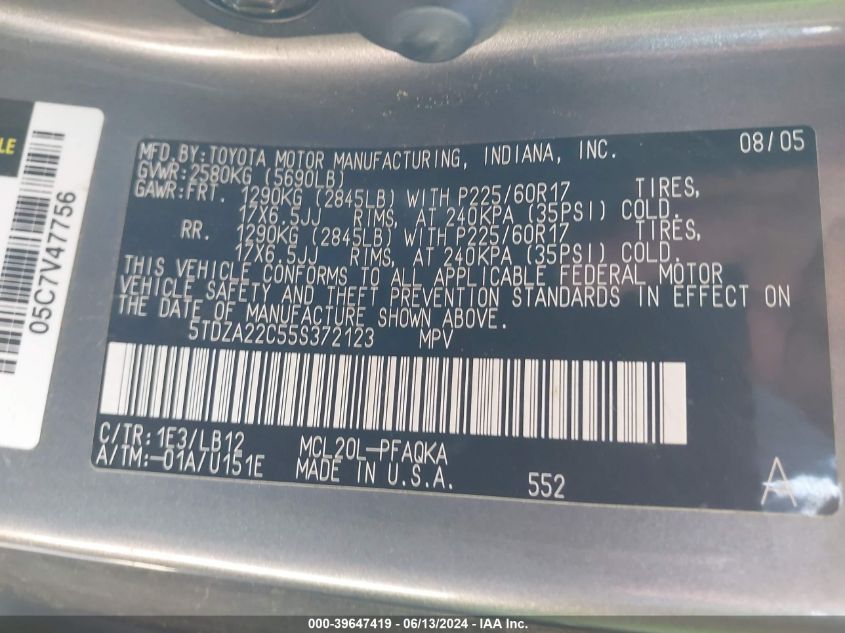 LE
05C7V47756
MFD.BY:TOYOTA MOTOR MANUFACTURING, INDIANA, INC. 08/05
GVWR:2580KG (5690LB)
GAWR:FRT. 1290KG (2845LB) WITH P225/60R17 TIRES,
17X6.5JJ RIMS, AT 240KPA (35PSI) COLD.
RR. 1290KG (2845LB) WITH P225/60R17 TIRES,
17X6.5JJ RIMS, AT 240KPA (35PSI) COLD.
THIS VEHICLE CONFORMS TO ALL APPLICABLE FEDERAL MOTOR
VEHICLE SAFETY AND THEFT PREVENTION STANDARDS IN EFFECT ON
THE DATE OF MANUFACTURE SHOWN ABOVE.
5TDZA22C55S372123 MPV
C/TR:1E3/LB12 MCL20L-PFAQKA
A/TM:-01A/U151E MADE IN U.S.A. 552 A
000-39647419 - 06/13/2024 - IAA Inc.